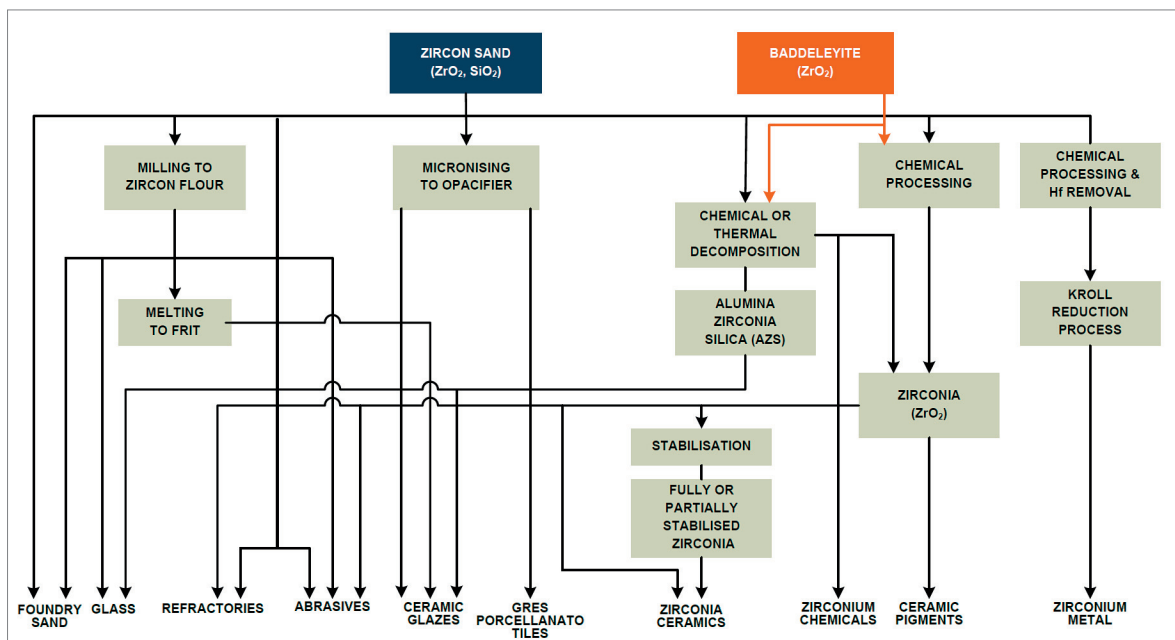 ZIRCON SAND
(ZrO₂, SiO₂)
BADDELEYITE
(ZrO₂)
MILLING TO
ZIRCON FLOUR
MICRONISING
TO OPACIFIER
CHEMICAL
PROCESSING
CHEMICAL
PROCESSING &
Hf REMOVAL
CHEMICAL OR
THERMAL
DECOMPOSITION
MELTING
TO FRIT
ALUMINA
ZIRCONIA
SILICA (AZS)
KROLL
REDUCTION
PROCESS
ZIRCONIA
(ZrO₂)
STABILISATION
FULLY OR
PARTIALLY
STABILISED
ZIRCONIA
FOUNDRY
SAND
GLASS
REFRACTORIES
ABRASIVES
CERAMIC
GLAZES
GRES
PORCELLANATO
TILES
ZIRCONIA
CERAMICS
ZIRCONIUM
CHEMICALS
CERAMIC
PIGMENTS
ZIRCONIUM
METAL